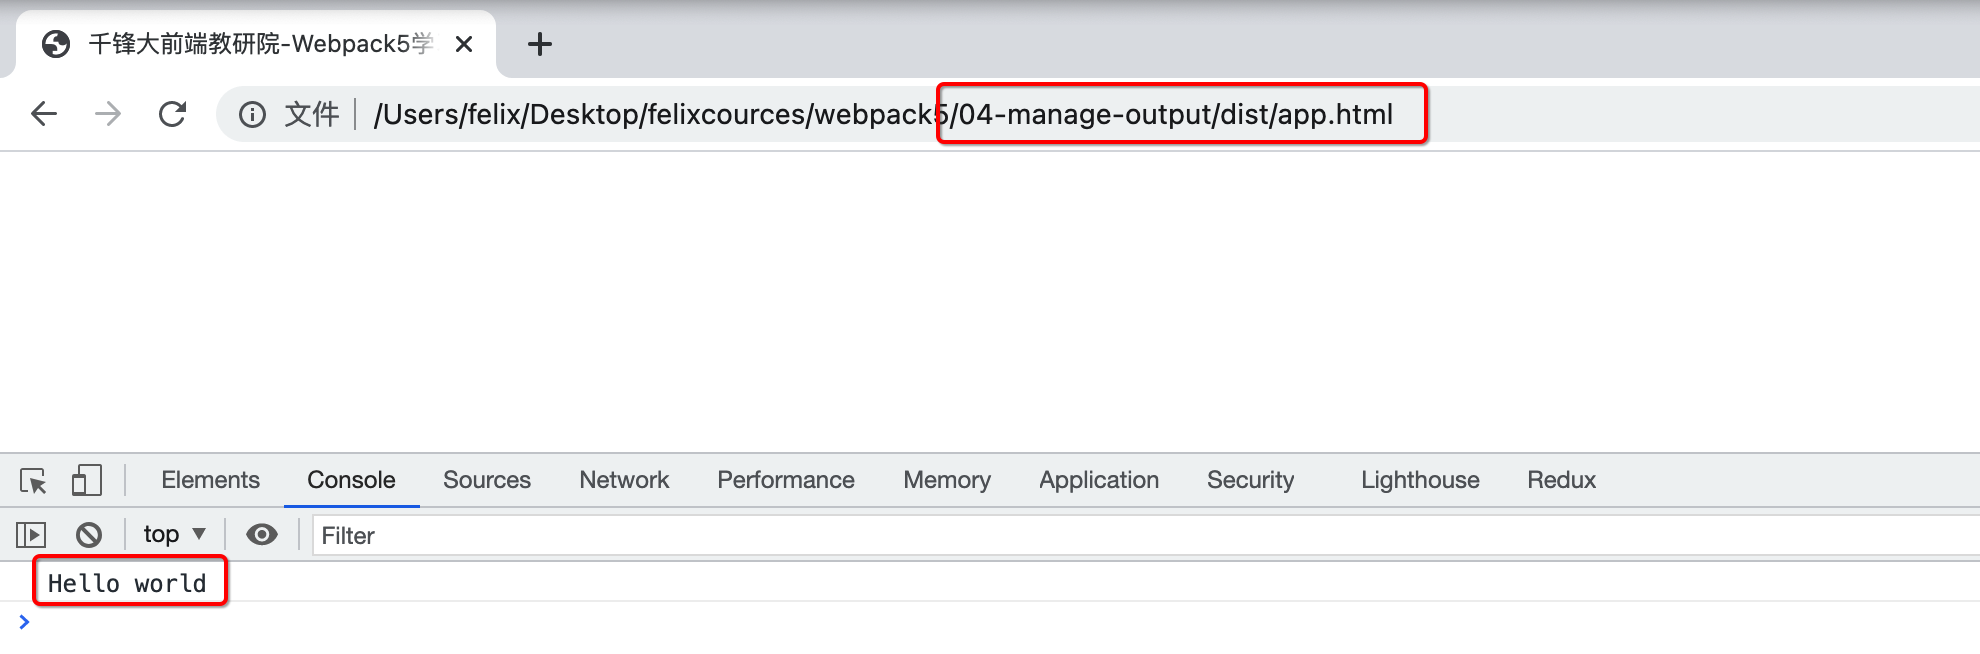 千锋大前端教研院-Webpack5学
文件 /Users/felix/Desktop/felixcources/webpack5/04-manage-output/dist/app.html
Elements Console Sources Network Performance Memory Application Security Lighthouse Redux
top Filter
Hello world